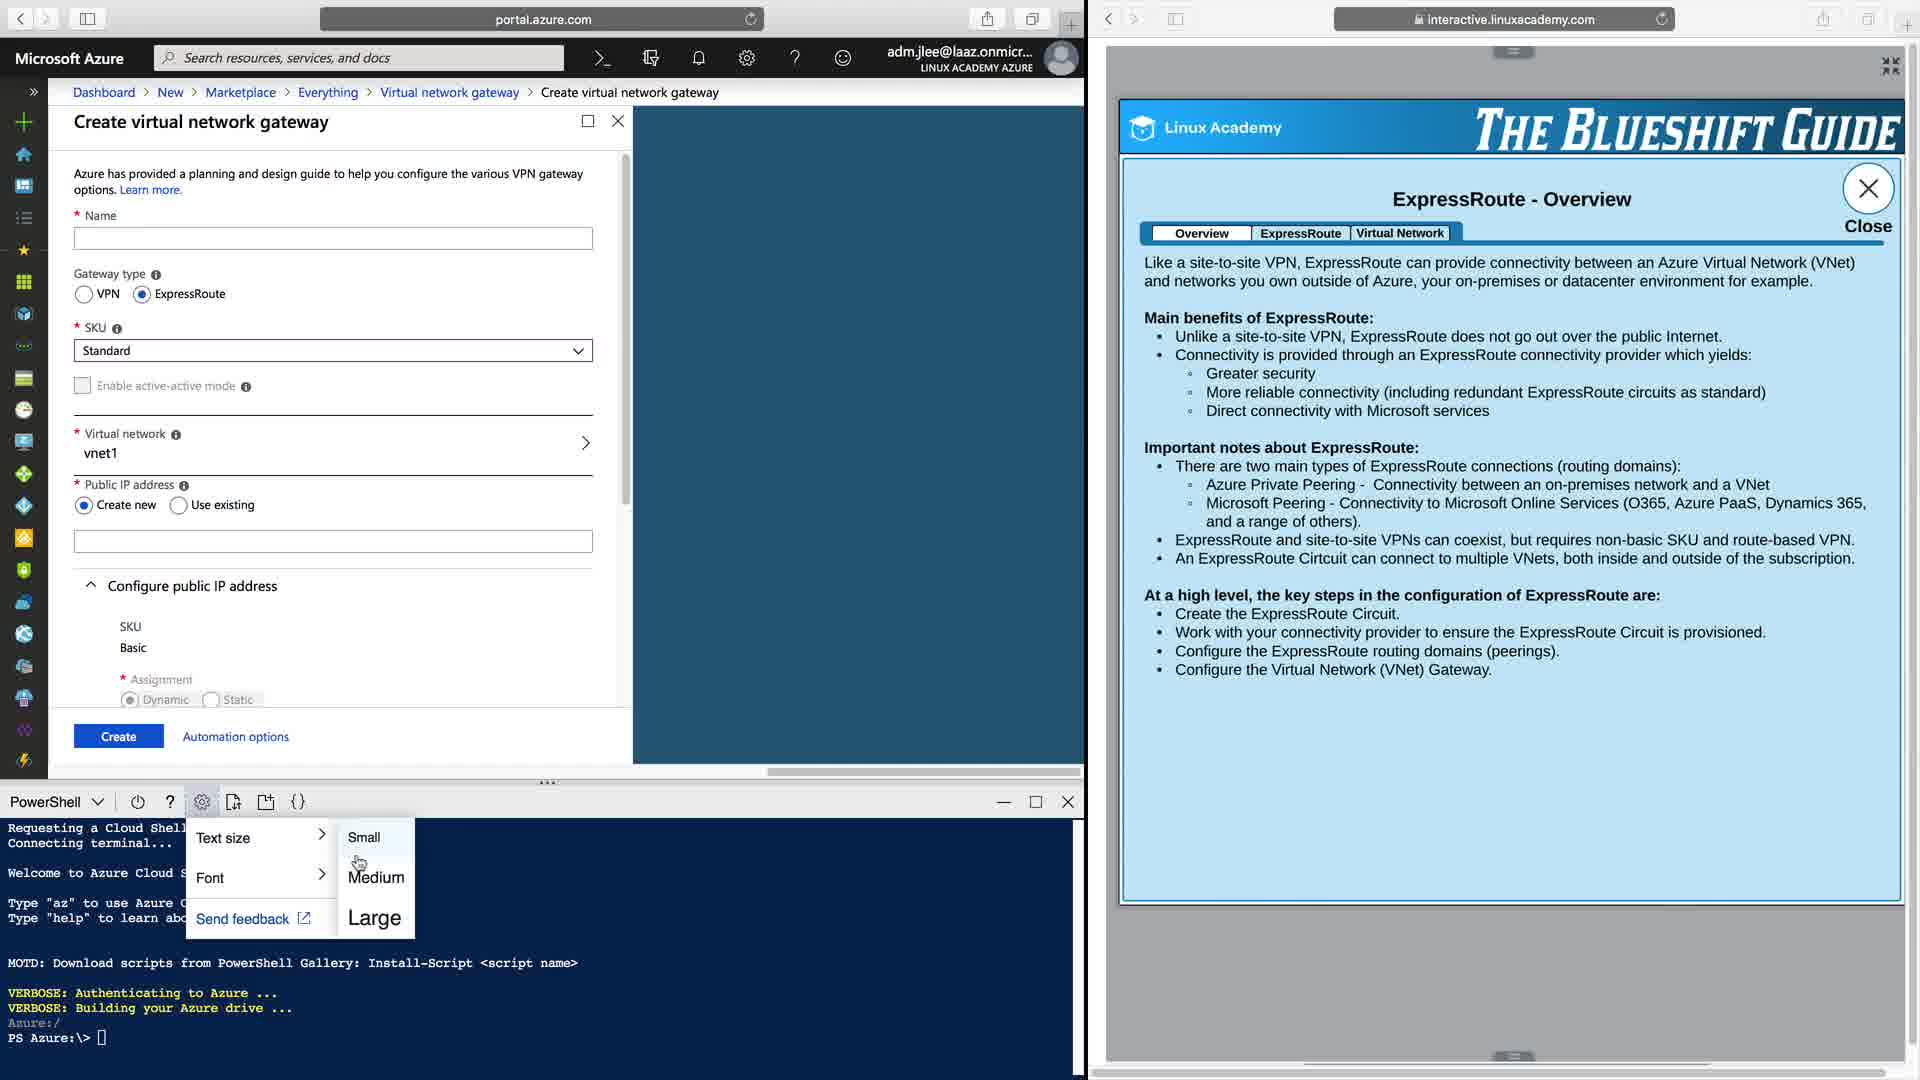 portal.azure.com
Microsoft Azure
Search resources, services, and docs
adm.jlee@laaz.onmicr...
LINUX ACADEMY AZURE
Dashboard > New > Marketplace > Everything > Virtual network gateway > Create virtual network gateway
Create virtual network gateway
Azure has provided a planning and design guide to help you configure the various VPN gateway
options. Learn more.
* Name
Gateway type
VPN ExpressRoute
* SKU
Standard
Enable active-active mode
* Virtual network
vnet1
* Public IP address
Create new Use existing
Configure public IP address
SKU
Basic
* Assignment
Dynamic Static
Create Automation options
PowerShell
Requesting a Cloud Shell
Connecting terminal...
Welcome to Azure Cloud S
Type "az" to use Azure C
Type "help" to learn abo
Text size
Font
Send feedback
Small
Medium
Large
MOTD: Download scripts from PowerShell Gallery: Install-Script <script name>
VERBOSE: Authenticating to Azure ...
VERBOSE: Building your Azure drive ...
Azure:/
PS Azure:\>
interactive.linuxacademy.com
Linux Academy
THE BLUESHIFT GUIDE
ExpressRoute - Overview
Close
Overview ExpressRoute Virtual Network
Like a site-to-site VPN, ExpressRoute can provide connectivity between an Azure Virtual Network (VNet)
and networks you own outside of Azure, your on-premises or datacenter environment for example.
Main benefits of ExpressRoute:
• Unlike a site-to-site VPN, ExpressRoute does not go out over the public Internet.
• Connectivity is provided through an ExpressRoute connectivity provider which yields:
◦ Greater security
◦ More reliable connectivity (including redundant ExpressRoute circuits as standard)
◦ Direct connectivity with Microsoft services
Important notes about ExpressRoute:
• There are two main types of ExpressRoute connections (routing domains):
◦ Azure Private Peering - Connectivity between an on-premises network and a VNet
◦ Microsoft Peering - Connectivity to Microsoft Online Services (O365, Azure PaaS, Dynamics 365,
and a range of others).
• ExpressRoute and site-to-site VPNs can coexist, but requires non-basic SKU and route-based VPN.
• An ExpressRoute Cirtcuit can connect to multiple VNets, both inside and outside of the subscription.
At a high level, the key steps in the configuration of ExpressRoute are:
• Create the ExpressRoute Circuit.
• Work with your connectivity provider to ensure the ExpressRoute Circuit is provisioned.
• Configure the ExpressRoute routing domains (peerings).
• Configure the Virtual Network (VNet) Gateway.